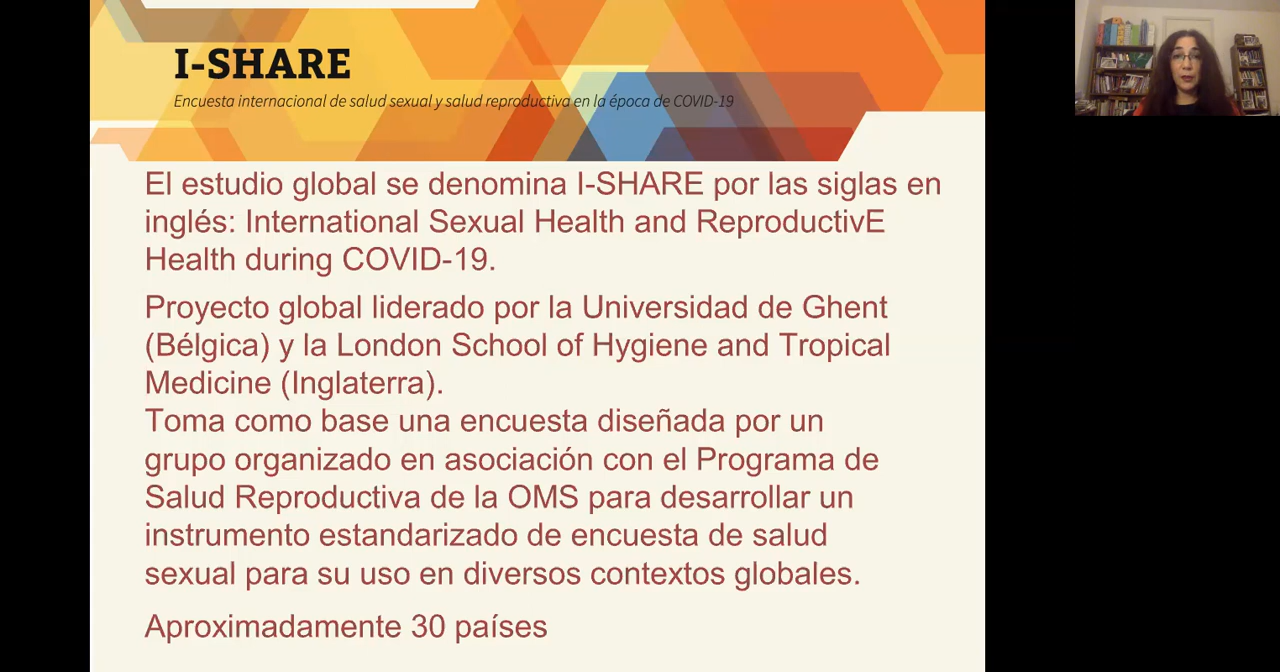 I-SHARE
Encuesta internacional de salud sexual y salud reproductiva en la época de COVID-19
El estudio global se denomina I-SHARE por las siglas en
inglés: International Sexual Health and ReproductivE
Health during COVID-19.
Proyecto global liderado por la Universidad de Ghent
(Bélgica) y la London School of Hygiene and Tropical
Medicine (Inglaterra).
Toma como base una encuesta diseñada por un
grupo organizado en asociación con el Programa de
Salud Reproductiva de la OMS para desarrollar un
instrumento estandarizado de encuesta de salud
sexual para su uso en diversos contextos globales.
Aproximadamente 30 países